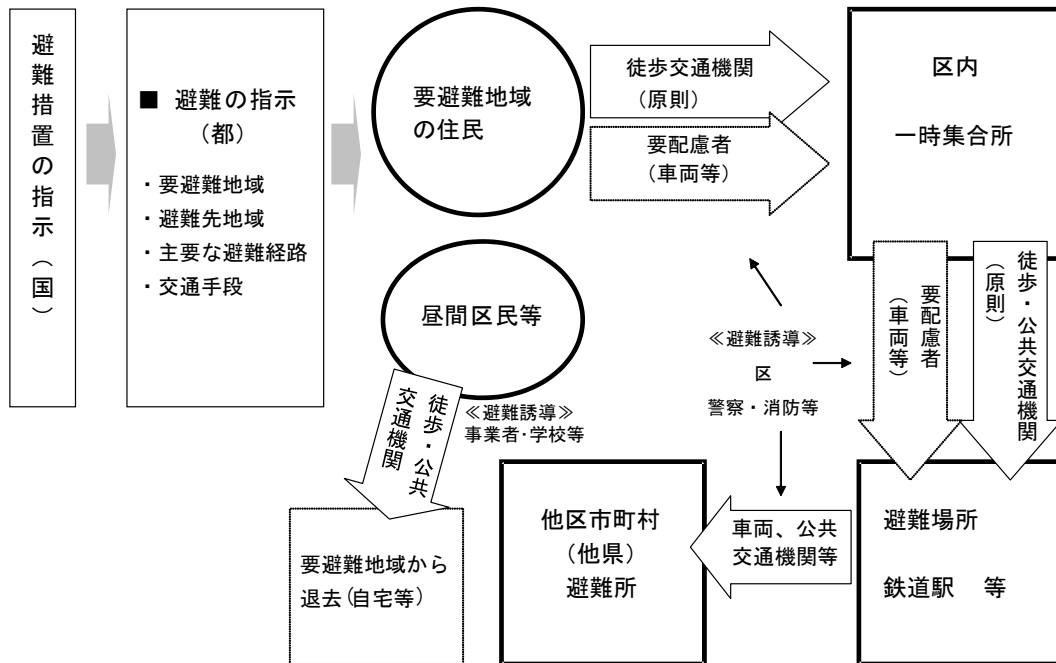 避難措置の指示(国)
■ 避難の指示
(都)
・要避難地域
・避難先地域
・主要な避難経路
・交通手段
要避難地域
の住民
徒歩交通機関
(原則)
要配慮者
(車両等)
区内
一時集合所
昼間区民等
徒歩・公共
交通機関
≪避難誘導≫
事業者･学校等
要避難地域から
退去(自宅等)
≪避難誘導≫
区
警察・消防等
徒歩・公共交通機関
(原則)
要配慮者
(車両等)
避難場所
鉄道駅 等
車両、公共
交通機関等
他区市町村
(他県)
避難所